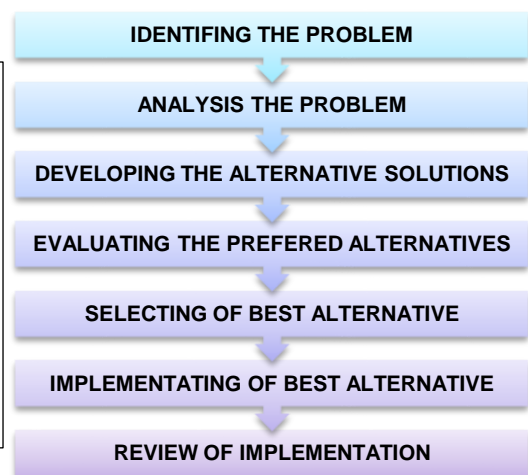 IDENTIFING THE PROBLEM
ANALYSIS THE PROBLEM
DEVELOPING THE ALTERNATIVE SOLUTIONS
EVALUATING THE PREFERED ALTERNATIVES
SELECTING OF BEST ALTERNATIVE
IMPLEMENTATING OF BEST ALTERNATIVE
REVIEW OF IMPLEMENTATION